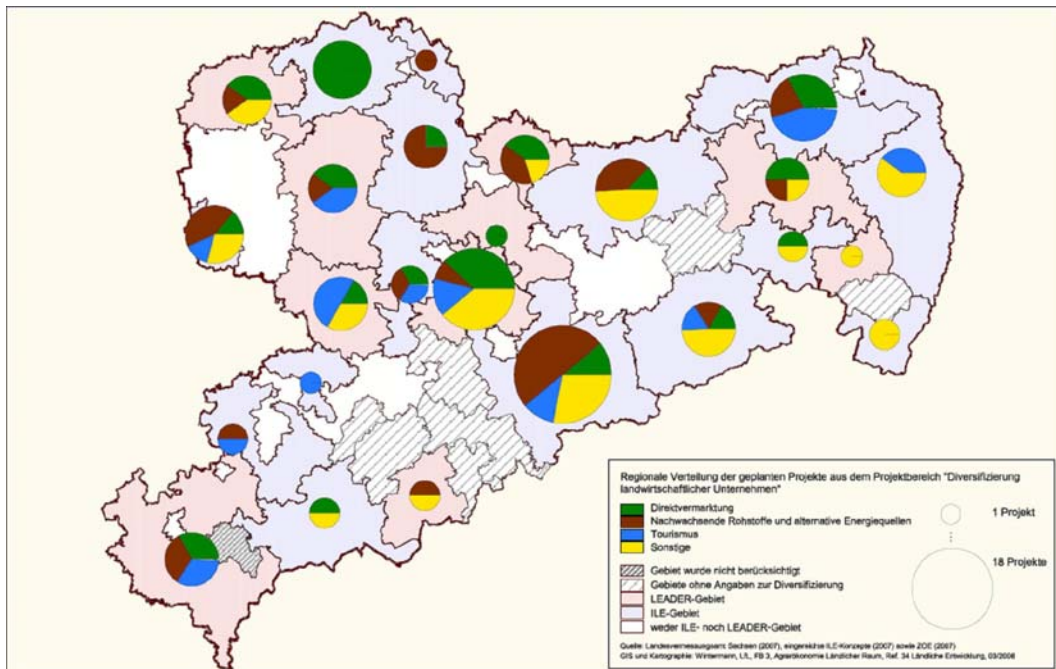 Regionale Verteilung der geplanten Projekte aus dem Projektbereich "Diversifizierung
landwirtschaftlicher Unternehmen"
Direktvermarktung
Nachwachsende Rohstoffe und alternative Energiequellen
Tourismus
Sonstige
1 Projekt
18 Projekte
Gebiet wurde nicht berücksichtigt
Gebiete ohne Angaben zur Diversifizierung
LEADER-Gebiet
ILE-Gebiet
weder ILE- noch LEADER-Gebiet
Quelle: Landesvermessungsamt Sachsen (2007), eingereichte ILE-Konzepte (2007) sowie ZOE (2007)
GIS und Kartographie: Wintermann, LfL, FB 3, Agrarökonomie Ländlicher Raum, Ref. 34 Ländliche Entwicklung, 03/2008